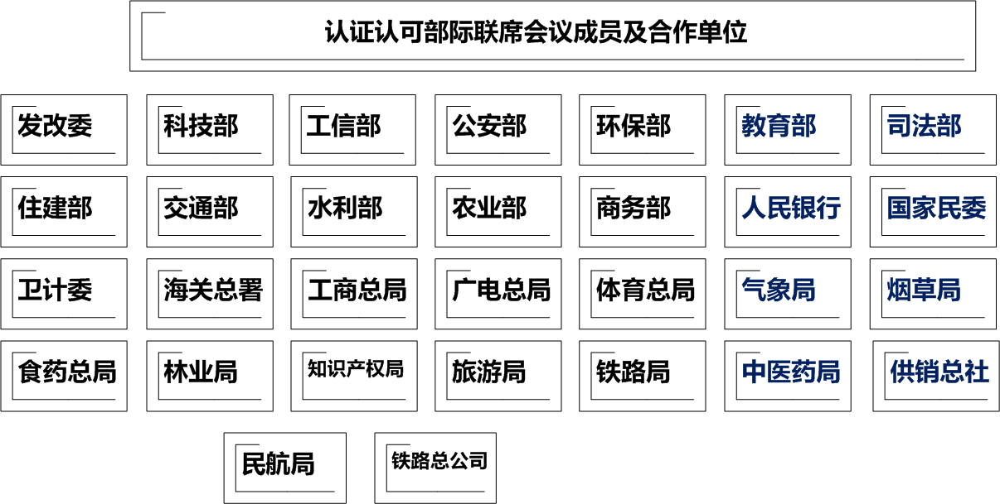 认证认可部际联席会议成员及合作单位
发改委 科技部 工信部 公安部 环保部 教育部 司法部
住建部 交通部 水利部 农业部 商务部 人民银行 国家民委
卫计委 海关总署 工商总局 广电总局 体育总局 气象局 烟草局
食药总局 林业局 知识产权局 旅游局 铁路局 中医药局 供销总社
民航局 铁路总公司